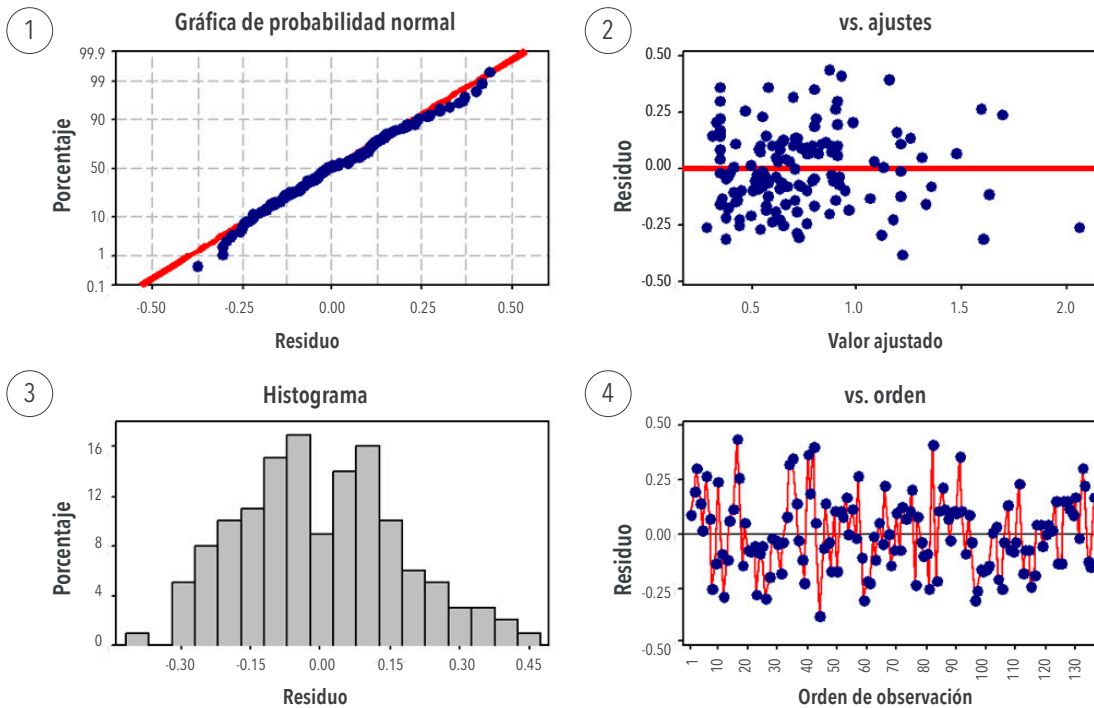 1
Gráfica de probabilidad normal
Porcentaje
99.9
99
90
50
10
1
0.1
-0.50 -0.25 0.00 0.25 0.50
Residuo
2
vs. ajustes
Residuo
0.50
0.25
0.00
-0.25
-0.50
0.5 1.0 1.5 2.0
Valor ajustado
3
Histograma
Porcentaje
16
12
8
4
0
-0.30 -0.15 0.00 0.15 0.30 0.45
Residuo
4
vs. orden
Residuo
0.50
0.25
0.00
-0.25
0.50
1 10 20 30 40 50 60 70 80 90 100 110 120 130
Orden de observación